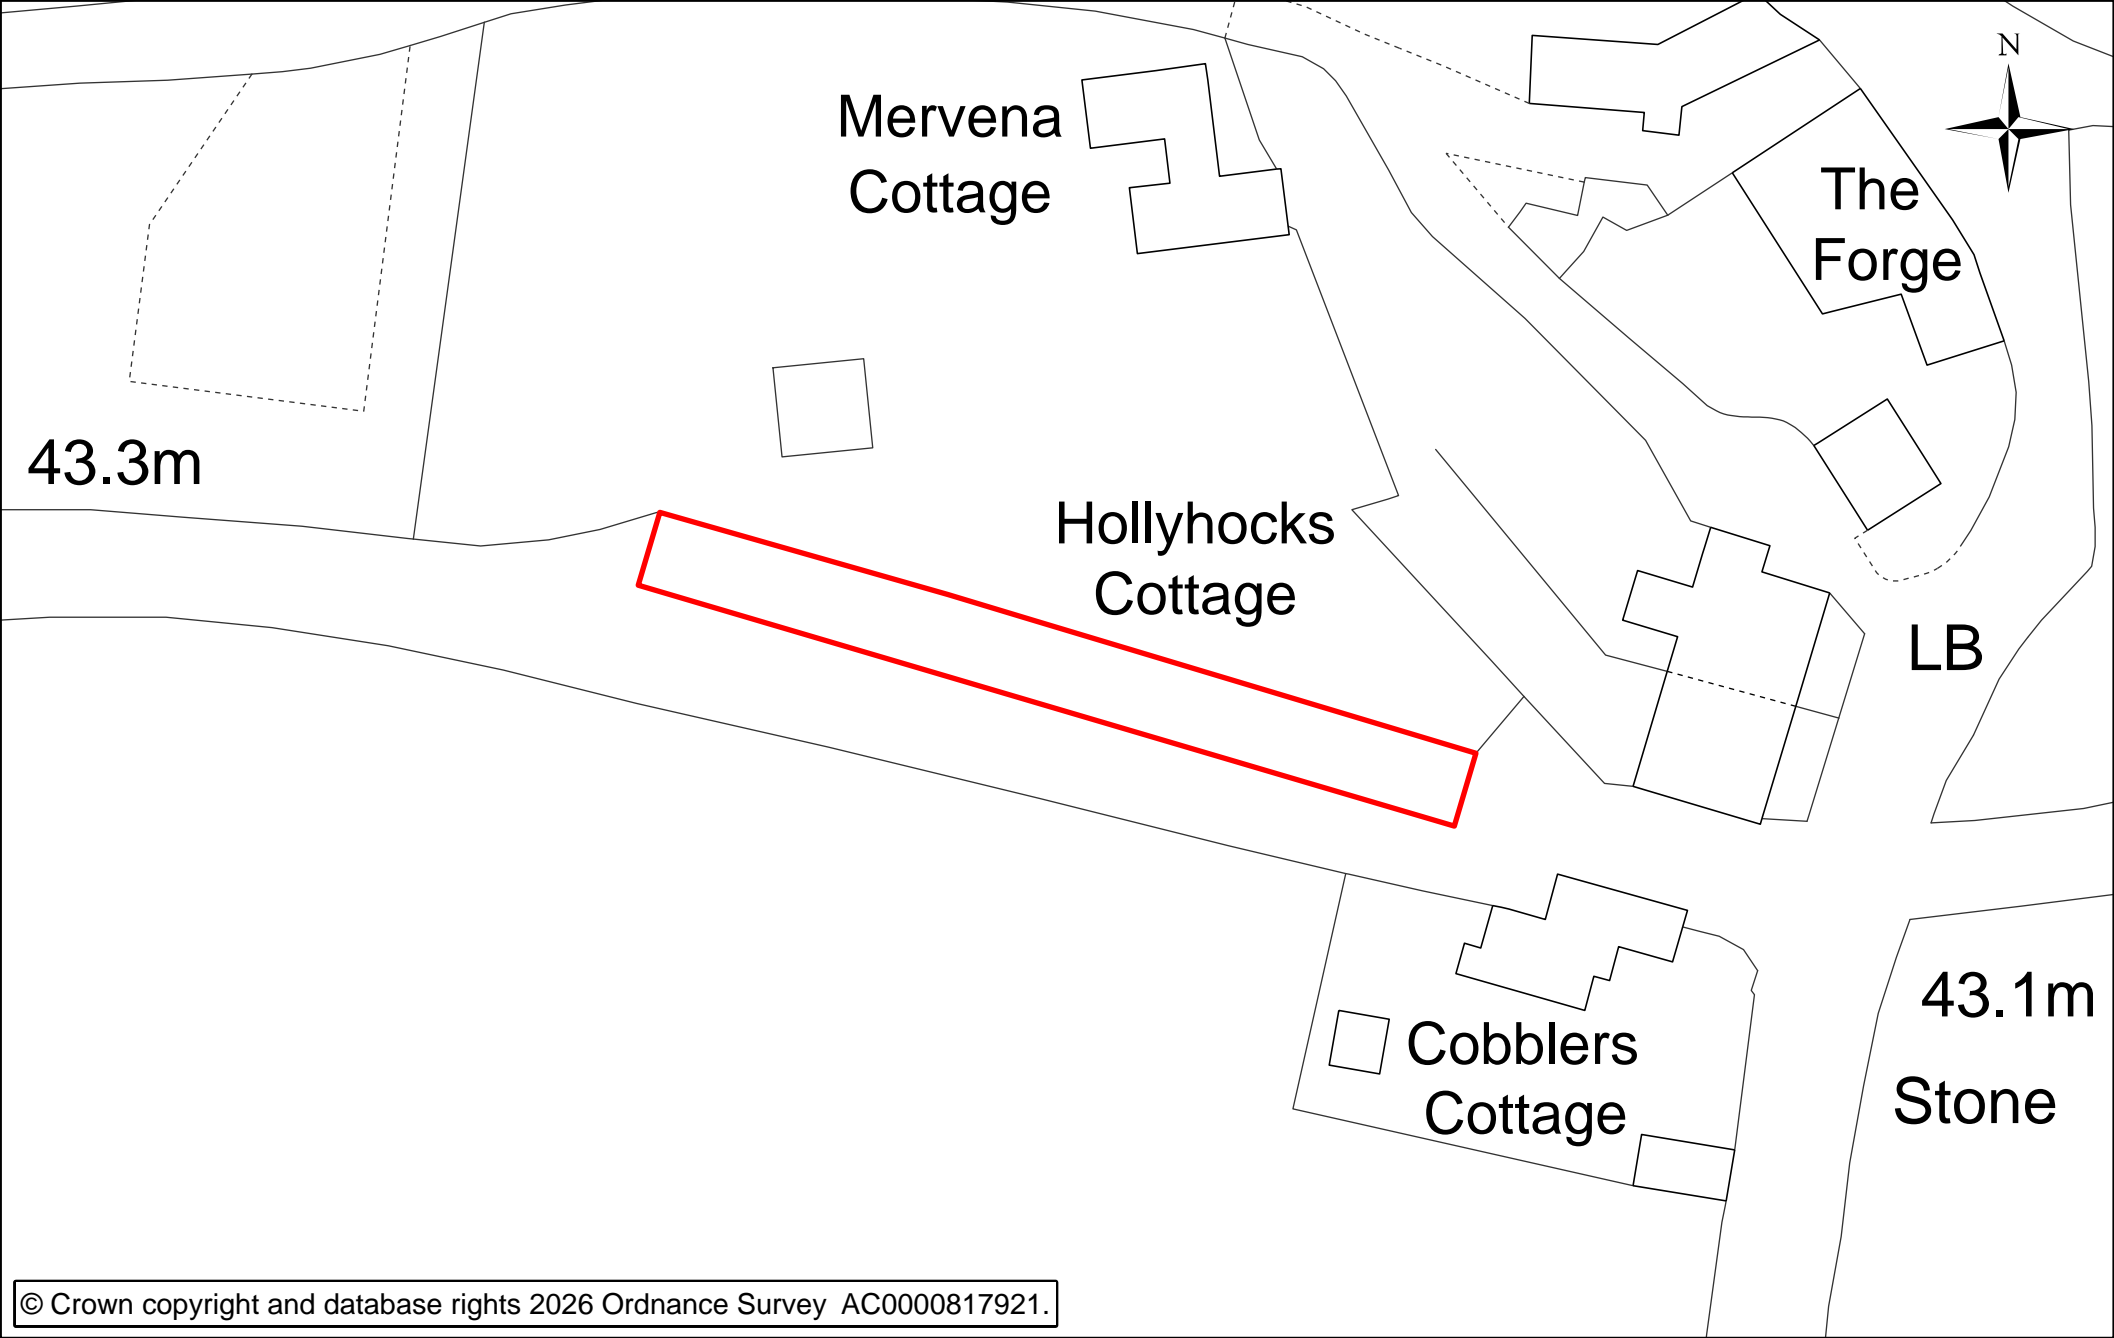 N
Mervena
Cottage
The
Forge
43.3m
Hollyhocks
Cottage
LB
43.1m
Cobblers
Cottage
Stone
© Crown copyright and database rights 2026 Ordnance Survey AC0000817921.